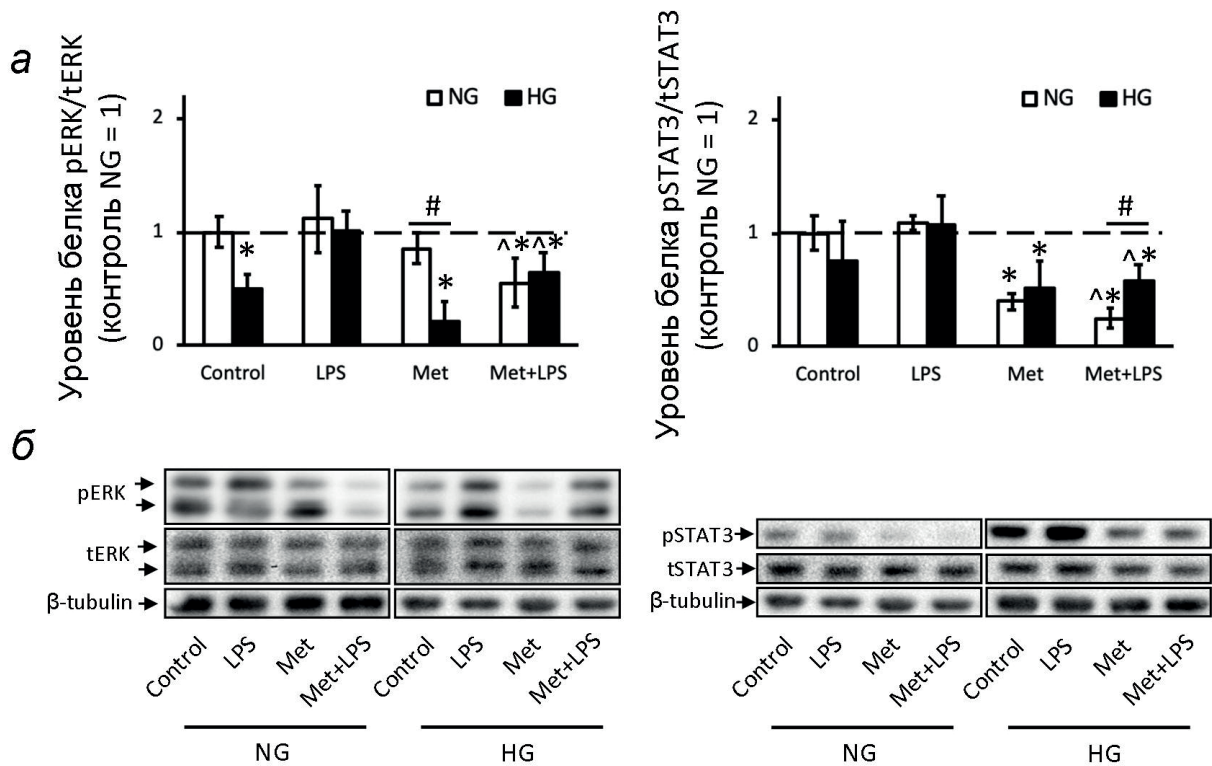 а
Уровень белка pERK/tERK
(контроль NG = 1)
NG HG
2
1
0
*
#
*
^* ^*
Control LPS Met Met+LPS
Уровень белка pSTAT3/tSTAT3
(контроль NG = 1)
NG HG
2
1
0
* *
#
^*
^*
Control LPS Met Met+LPS
б
pERK
tERK
β-tubulin
Control LPS Met Met+LPS Control LPS Met Met+LPS
NG HG
pSTAT3
tSTAT3
β-tubulin
Control LPS Met Met+LPS Control LPS Met Met+LPS
NG HG